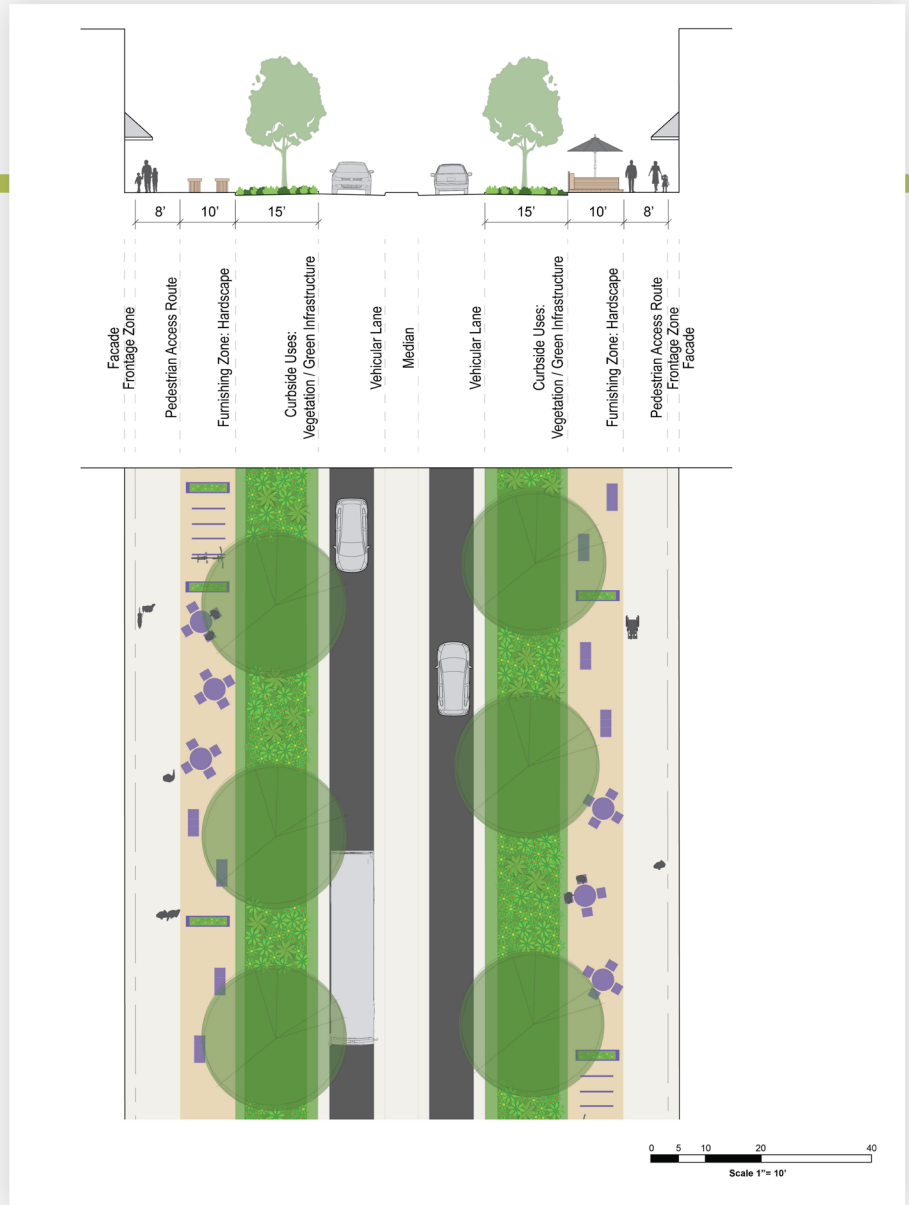 8’
10’
15’
15’
10’
8’
Facade
Frontage Zone
Pedestrian Access Route
Furnishing Zone: Hardscape
Curbside Uses:
Vegetation / Green Infrastructure
Vehicular Lane
Median
Vehicular Lane
Curbside Uses:
Vegetation / Green Infrastructure
Furnishing Zone: Hardscape
Pedestrian Access Route
Frontage Zone
Facade
0 5 10 20 40
Scale 1”= 10’